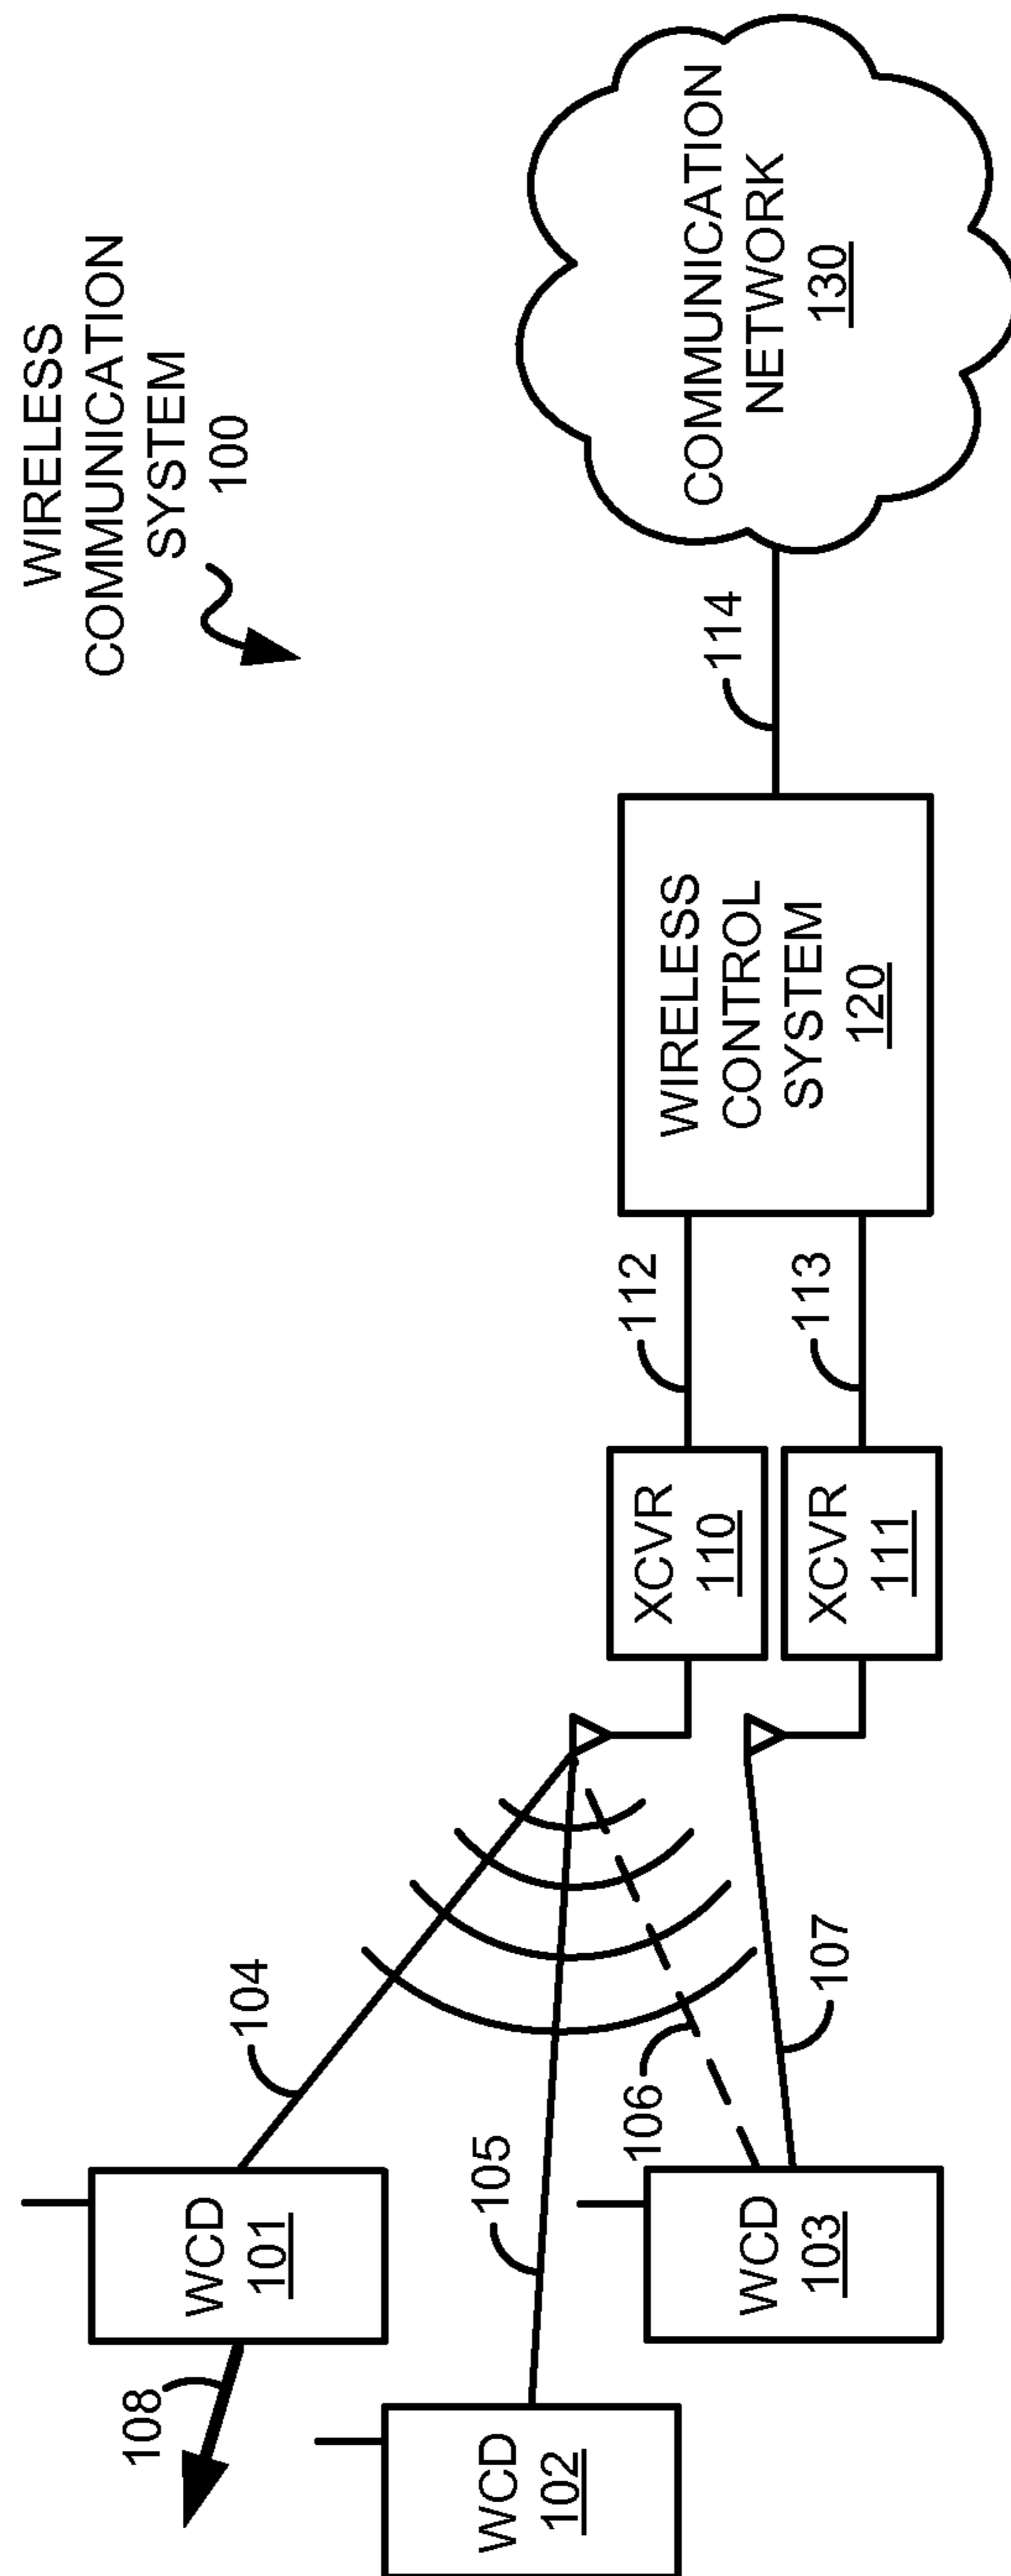 WIRELESS
COMMUNICATION
SYSTEM
100
108
WCD
101
104
WCD
102
105
106
WCD
103
107
XCVR
110
XCVR
111
112
113
WIRELESS
CONTROL
SYSTEM
120
114
COMMUNICATION
NETWORK
130